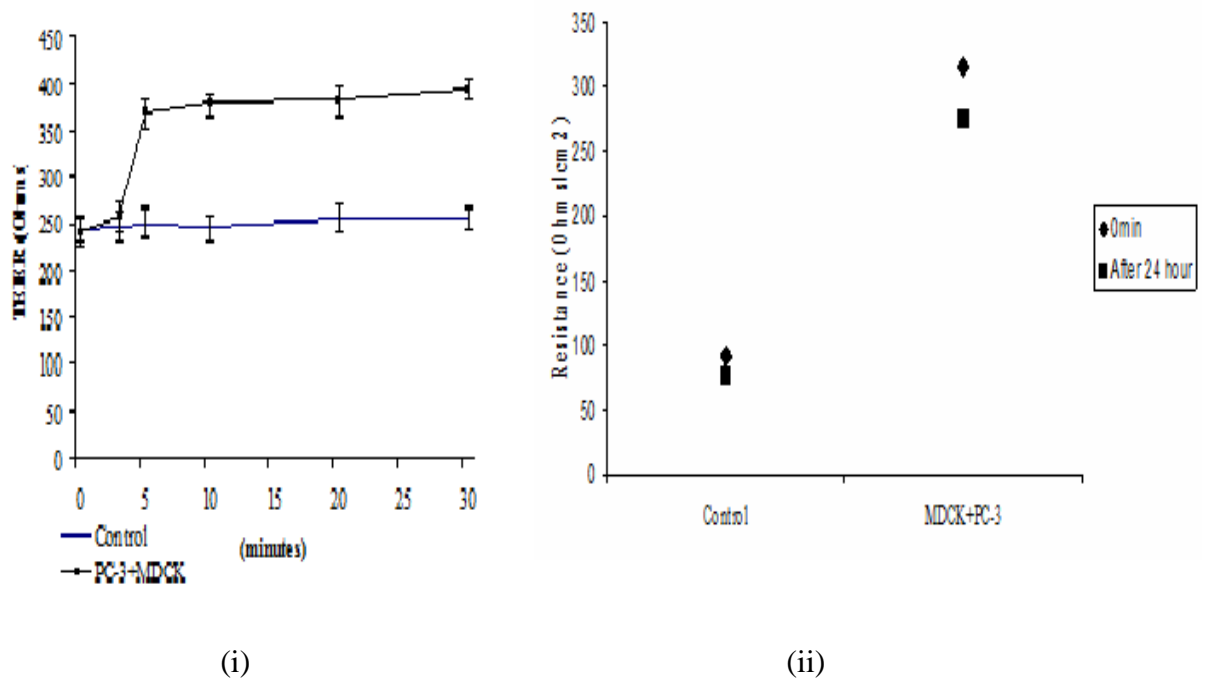 450
400
350
300
250
200
150
100
50
0
TEER (Ohms)
0 5 10 15 20 25 30
(minutes)
Control
PC-3+MDCK
(i)
350
300
250
200
150
100
50
0
Resistance (Ohms/cm2)
Control MDCK+PC-3
0min
After 24 hour
(ii)